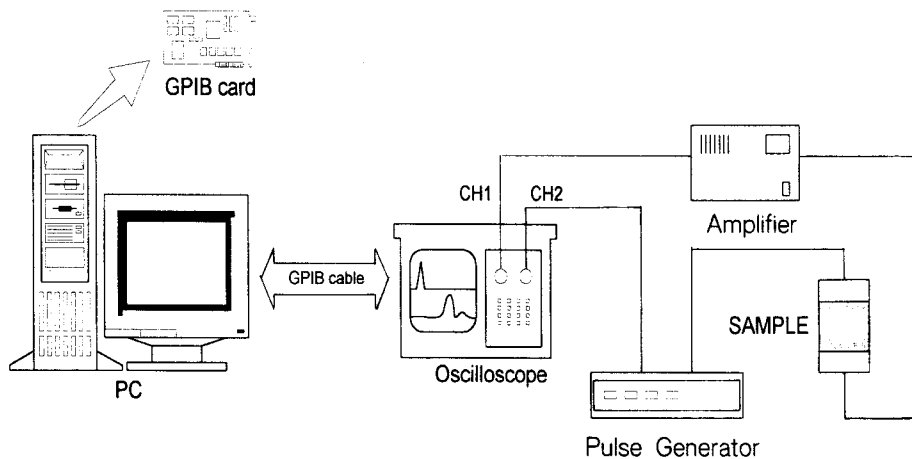 GPIB card
CH1
CH2
Amplifier
GPIB cable
SAMPLE
Oscilloscope
PC
Pulse Generator